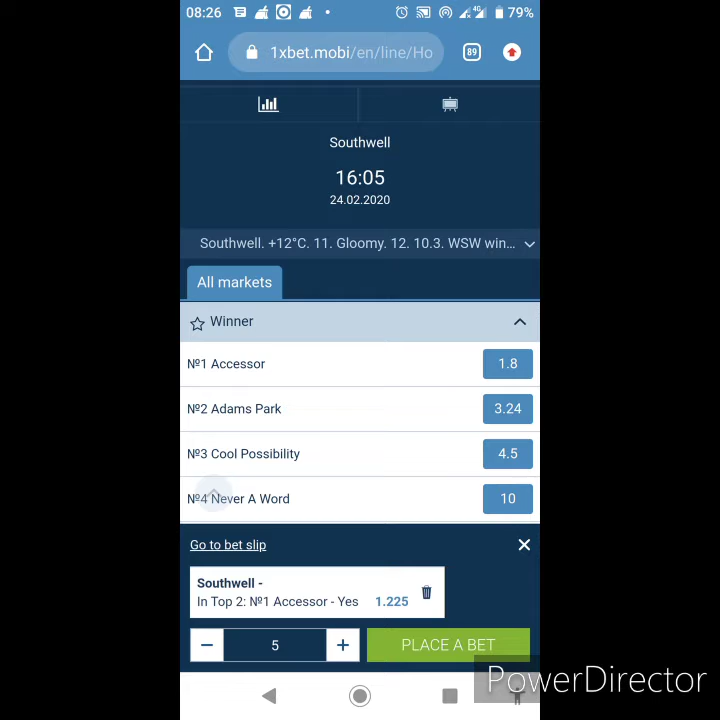 08:26
4G
79%
1xbet.mobi/en/line/Ho
89
Southwell
16:05
24.02.2020
Southwell. +12°C. 11. Gloomy. 12. 10.3. WSW win...
All markets
Winner
№1 Accessor
1.8
№2 Adams Park
3.24
№3 Cool Possibility
4.5
№4 Never A Word
10
Go to bet slip
Southwell -
In Top 2: №1 Accessor - Yes
1.225
5
PLACE A BET
PowerDirector